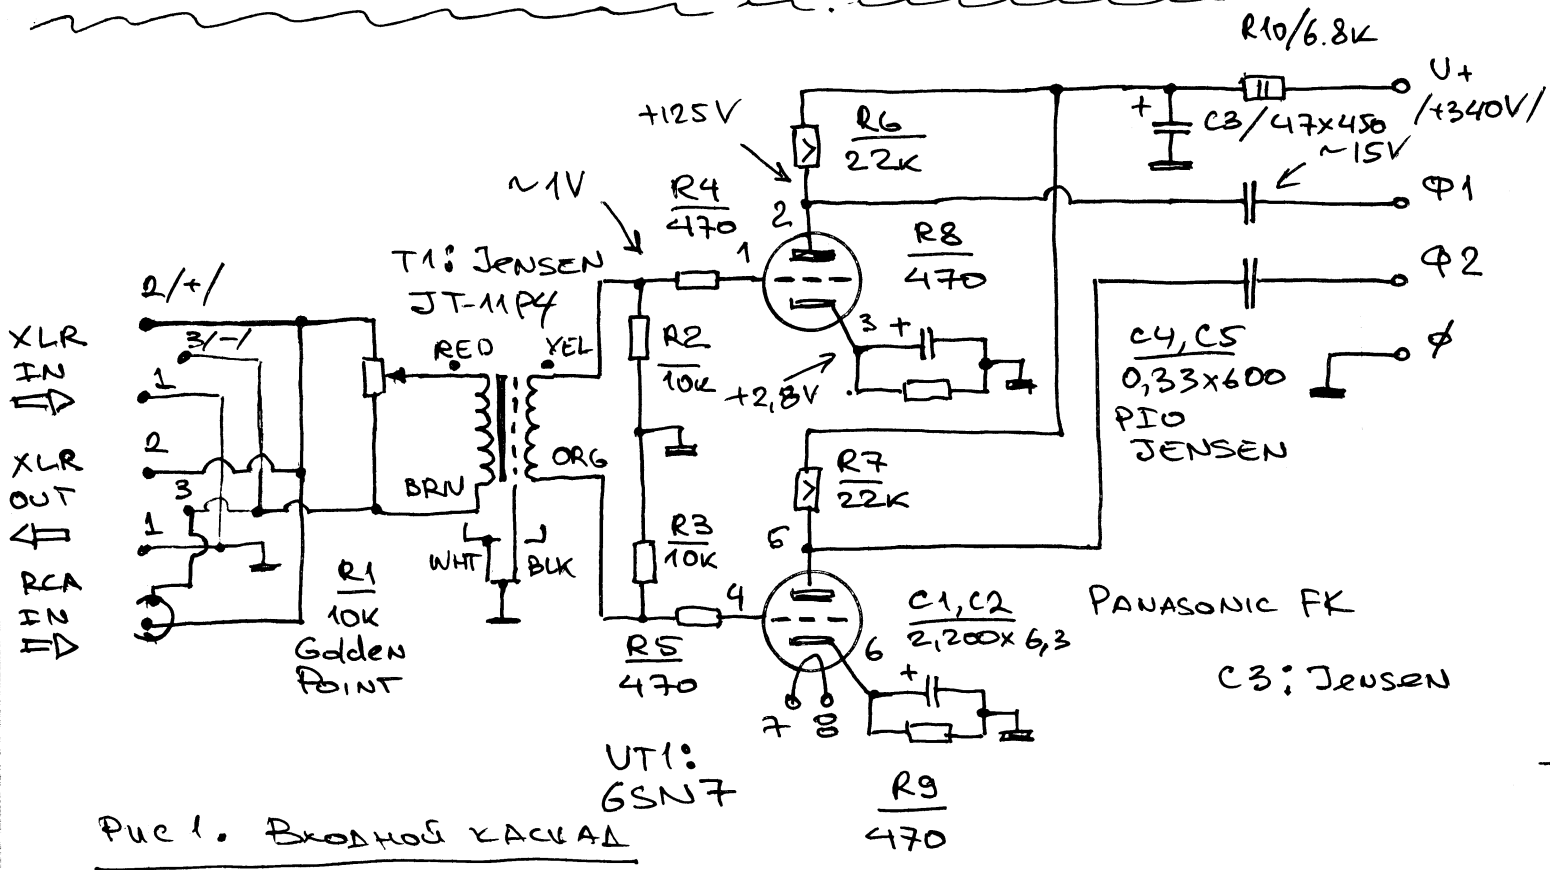 R10/6.8K
U+
/+340V/
+125V
R6
22K
+
C3/47x450
~15V
Ф1
~1V
R4
470
2
1
R8
470
Ф2
T1: JENSEN
JT-11P4
2/+/
XLR
IN
3/-/
1
RED
YEL
R2
10K
3
+
+2,8V
C4, C5
0,33x600
PIO
JENSEN
ф
XLR
OUT
2
3
1
BRN
ORG
R7
22K
5
WHT
BLK
R3
10K
RCA
IN
R1
10K
Golden
Point
4
R5
470
C1, C2
2,200x6,3
PANASONIC FK
6
+
C3: Jensen
7 8
VT1:
6SN7
R9
470
Рис 1. Входной каскад